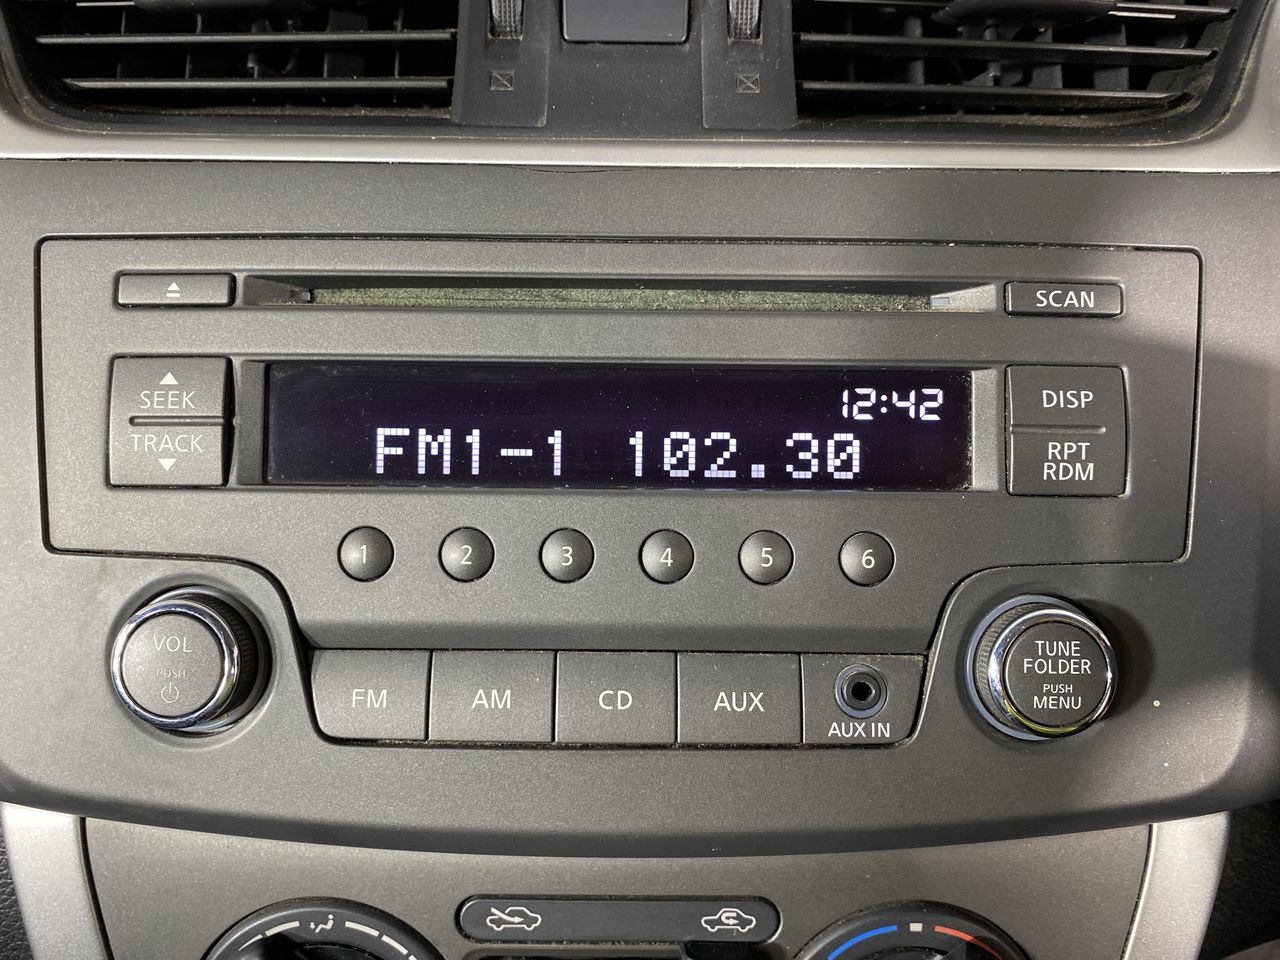 SCAN
SEEK
TRACK
12:42
FM1-1 102.30
DISP
RPT
RDM
1 2 3 4 5 6
VOL
PUSH
FM AM CD AUX
AUX IN
TUNE
FOLDER
PUSH
MENU